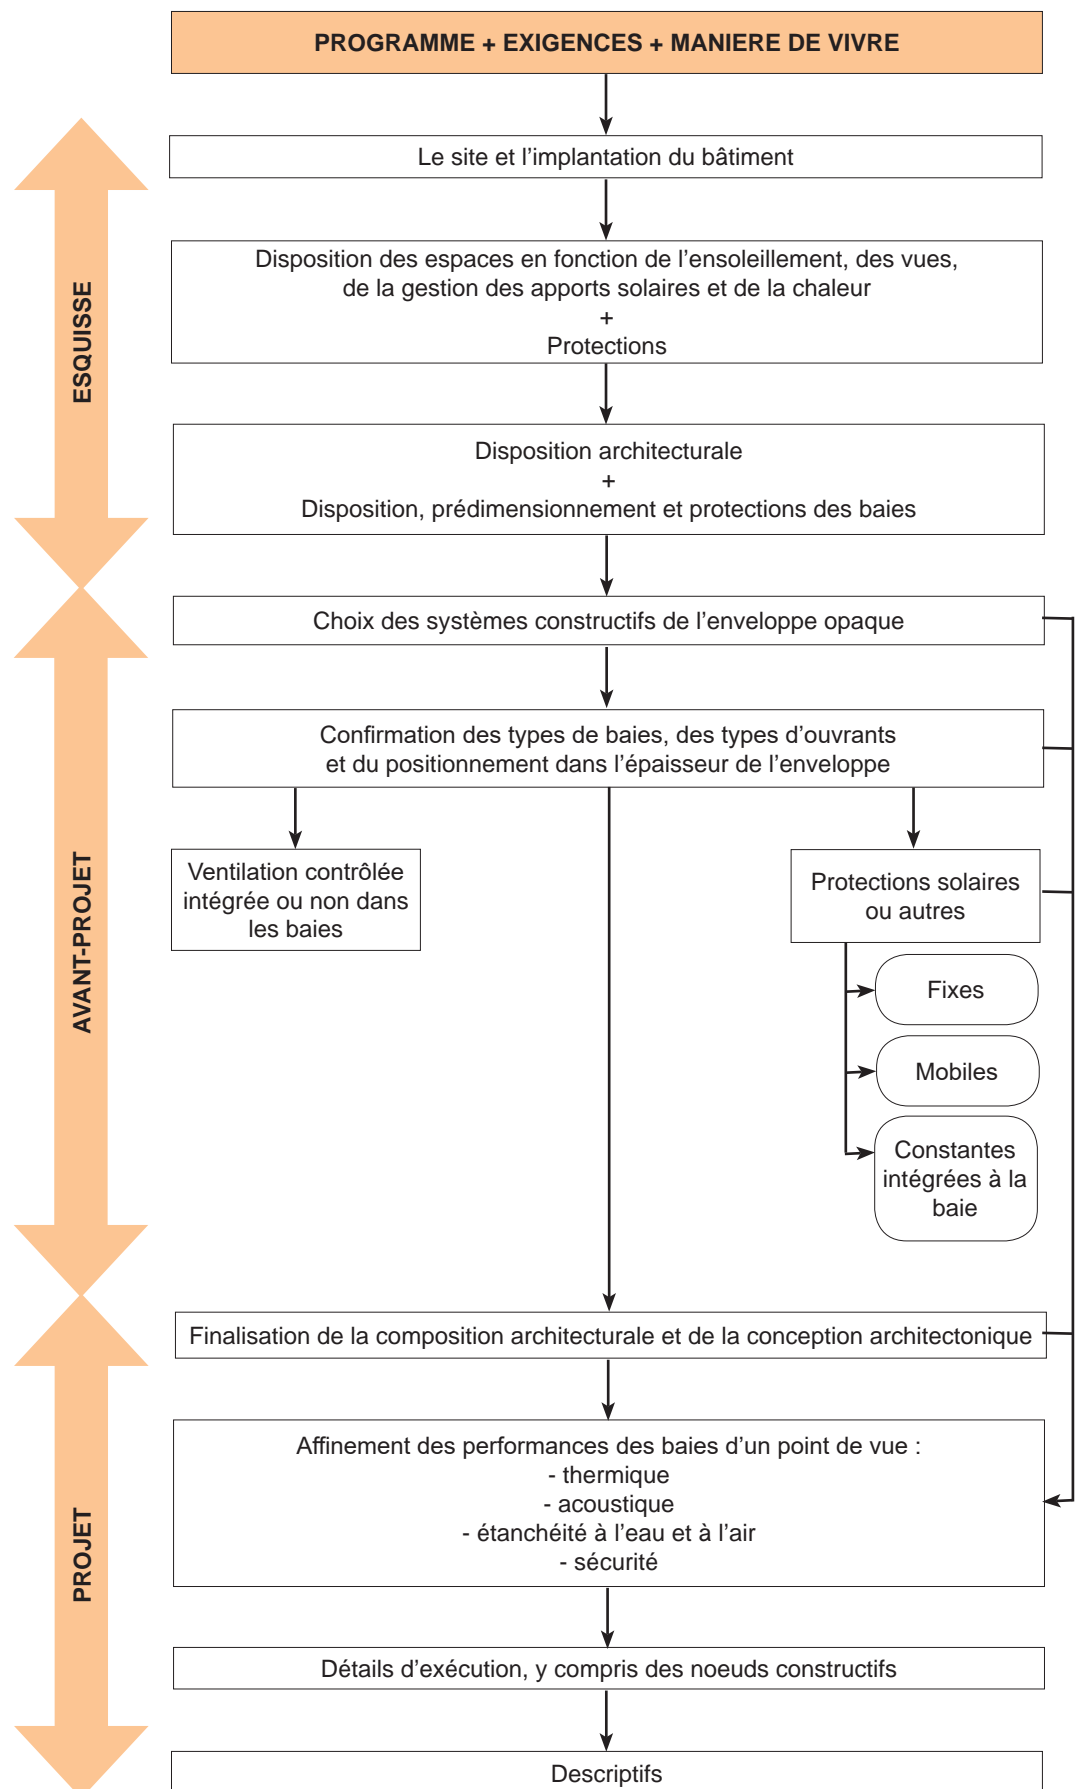 PROGRAMME + EXIGENCES + MANIERE DE VIVRE
ESQUISSE
Le site et l’implantation du bâtiment
Disposition des espaces en fonction de l’ensoleillement, des vues,
de la gestion des apports solaires et de la chaleur
+
Protections
Disposition architecturale
+
Disposition, prédimensionnement et protections des baies
AVANT-PROJET
Choix des systèmes constructifs de l’enveloppe opaque
Confirmation des types de baies, des types d’ouvrants
et du positionnement dans l’épaisseur de l’enveloppe
Ventilation contrôlée
intégrée ou non dans
les baies
Protections solaires
ou autres
Fixes
Mobiles
Constantes
intégrées à la
baie
PROJET
Finalisation de la composition architecturale et de la conception architectonique
Affinement des performances des baies d’un point de vue :
- thermique
- acoustique
- étanchéité à l’eau et à l’air
- sécurité
Détails d’exécution, y compris des noeuds constructifs
Descriptifs